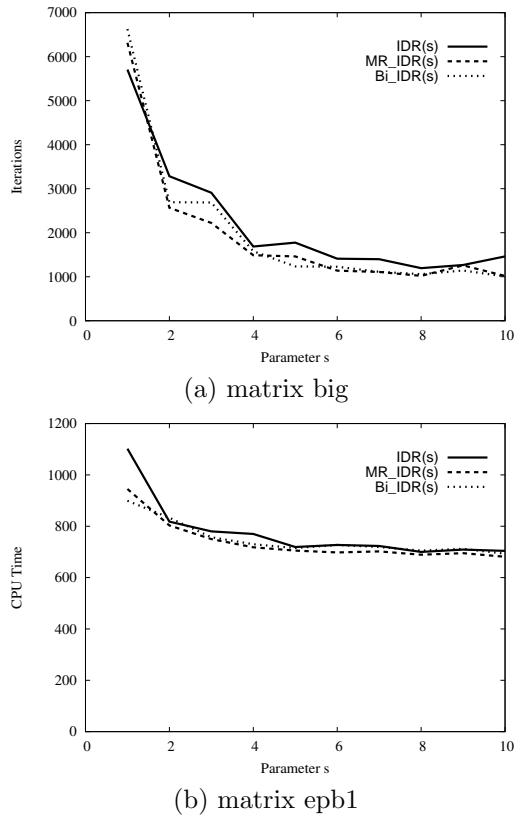 7000
6000
5000
4000
3000
2000
1000
0
Iterations
IDR(s)
MR_IDR(s)
Bi_IDR(s)
0 2 4 6 8 10
Parameter s
(a) matrix big
1200
1000
800
600
400
200
0
CPU Time
IDR(s)
MR_IDR(s)
Bi_IDR(s)
0 2 4 6 8 10
Parameter s
(b) matrix epb1